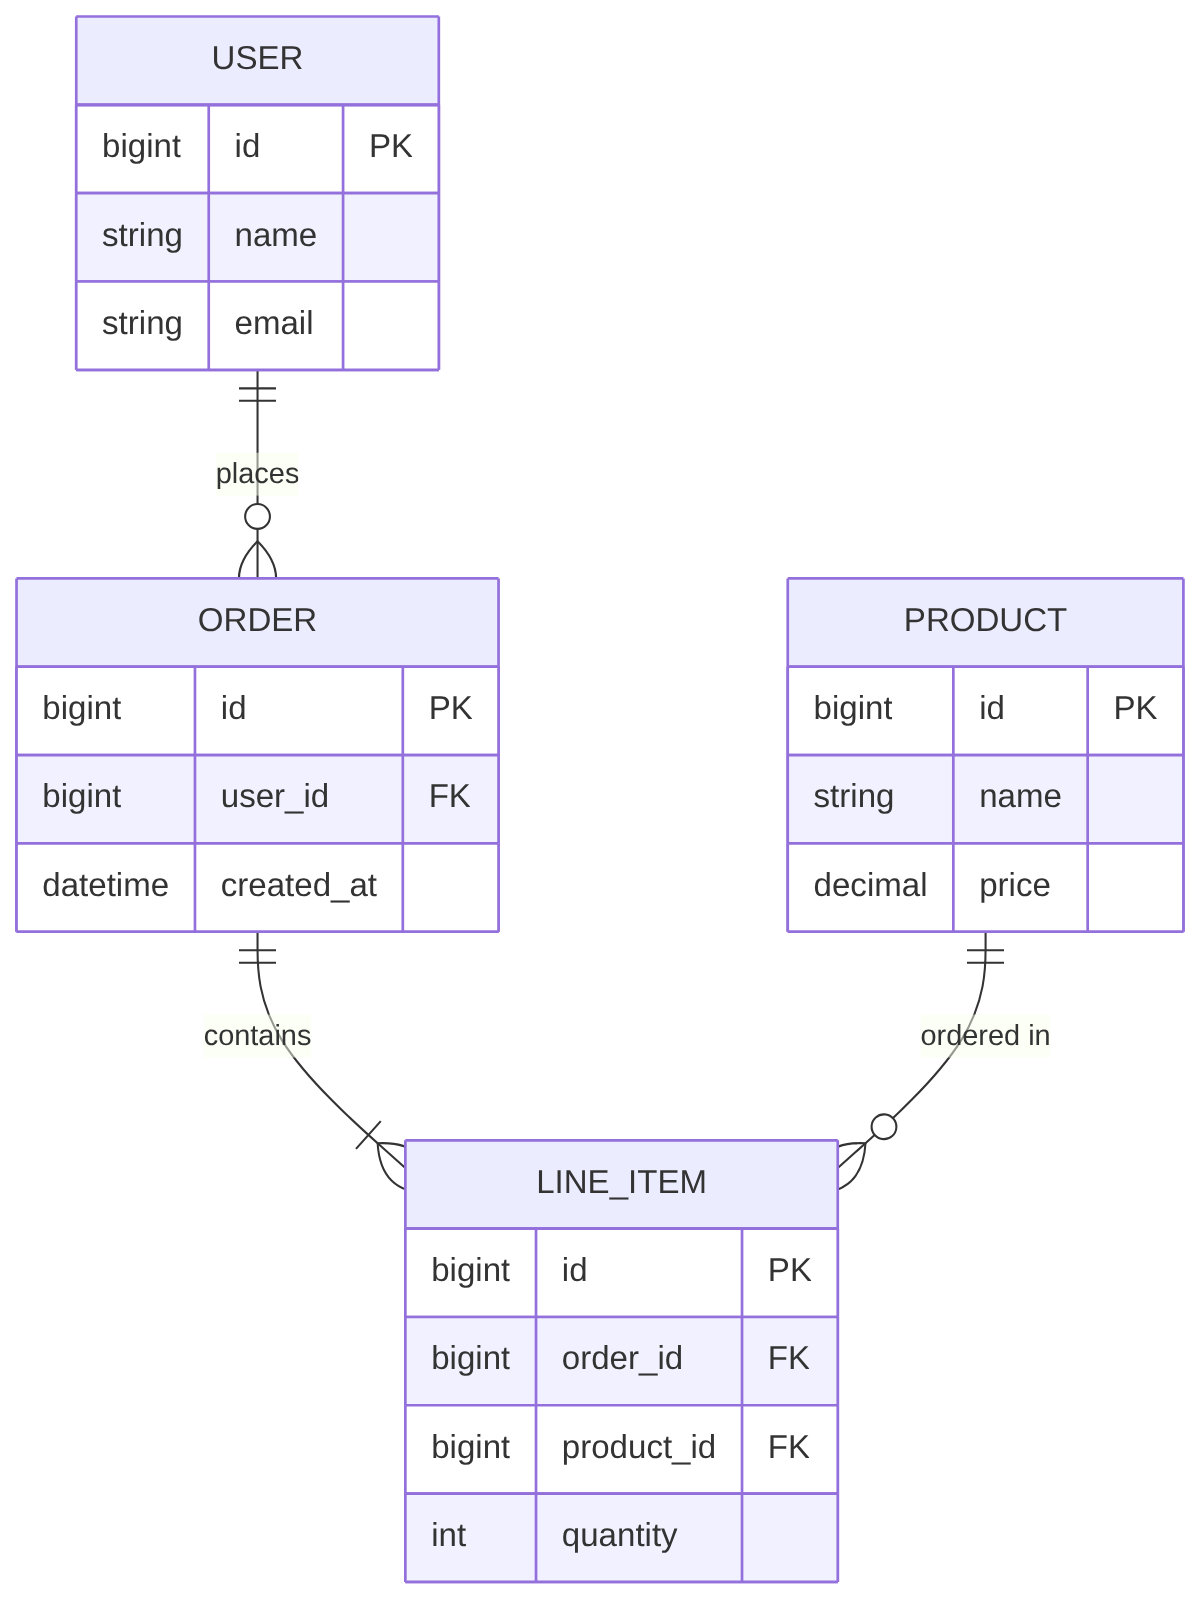 USER
bigint id PK
string name
string email
places
ORDER
bigint id PK
bigint user_id FK
datetime created_at
PRODUCT
bigint id PK
string name
decimal price
contains
ordered in
LINE_ITEM
bigint id PK
bigint order_id FK
bigint product_id FK
int quantity